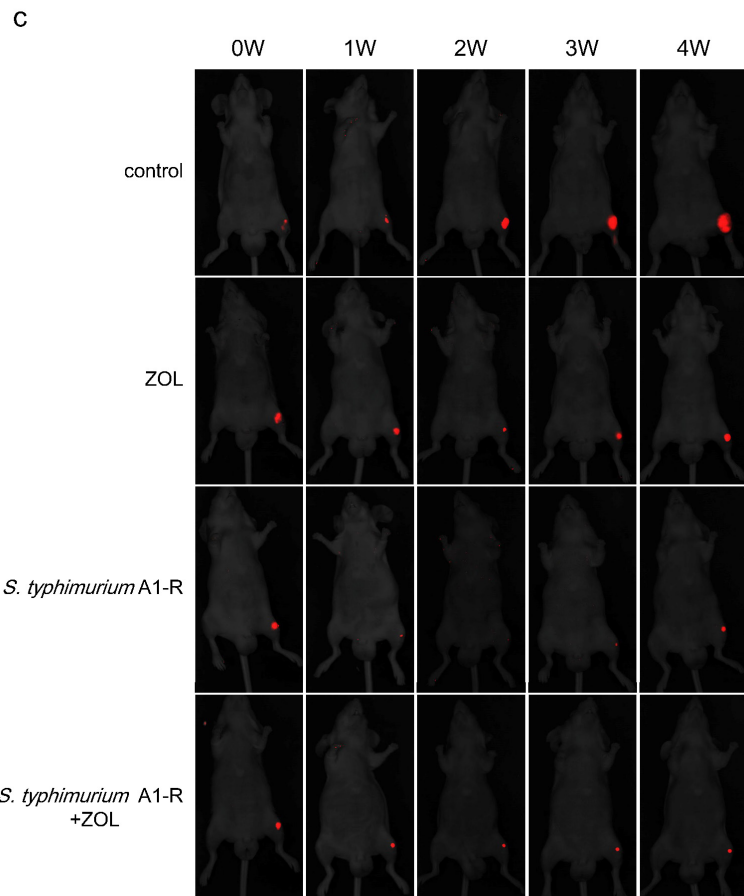 C
0W 1W 2W 3W 4W
control
ZOL
S. typhimurium A1-R
S. typhimurium A1-R
+ZOL